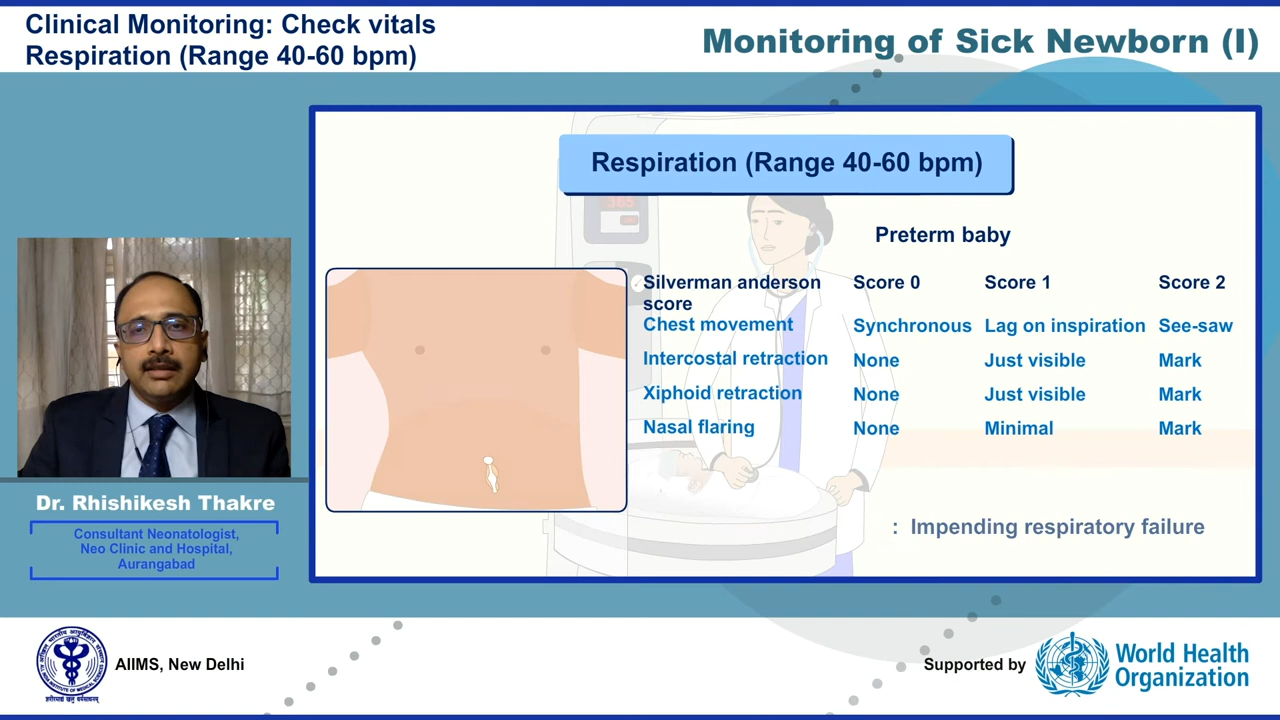 Clinical Monitoring: Check vitals
Respiration (Range 40-60 bpm)
Monitoring of Sick Newborn (I)
Respiration (Range 40-60 bpm)
Preterm baby
Silverman anderson score Score 0 Score 1 Score 2
Chest movement Synchronous Lag on inspiration See-saw
Intercostal retraction None Just visible Mark
Xiphoid retraction None Just visible Mark
Nasal flaring None Minimal Mark
: Impending respiratory failure
Dr. Rhishikesh Thakre
Consultant Neonatologist,
Neo Clinic and Hospital,
Aurangabad
AIIMS, New Delhi
Supported by
World Health
Organization